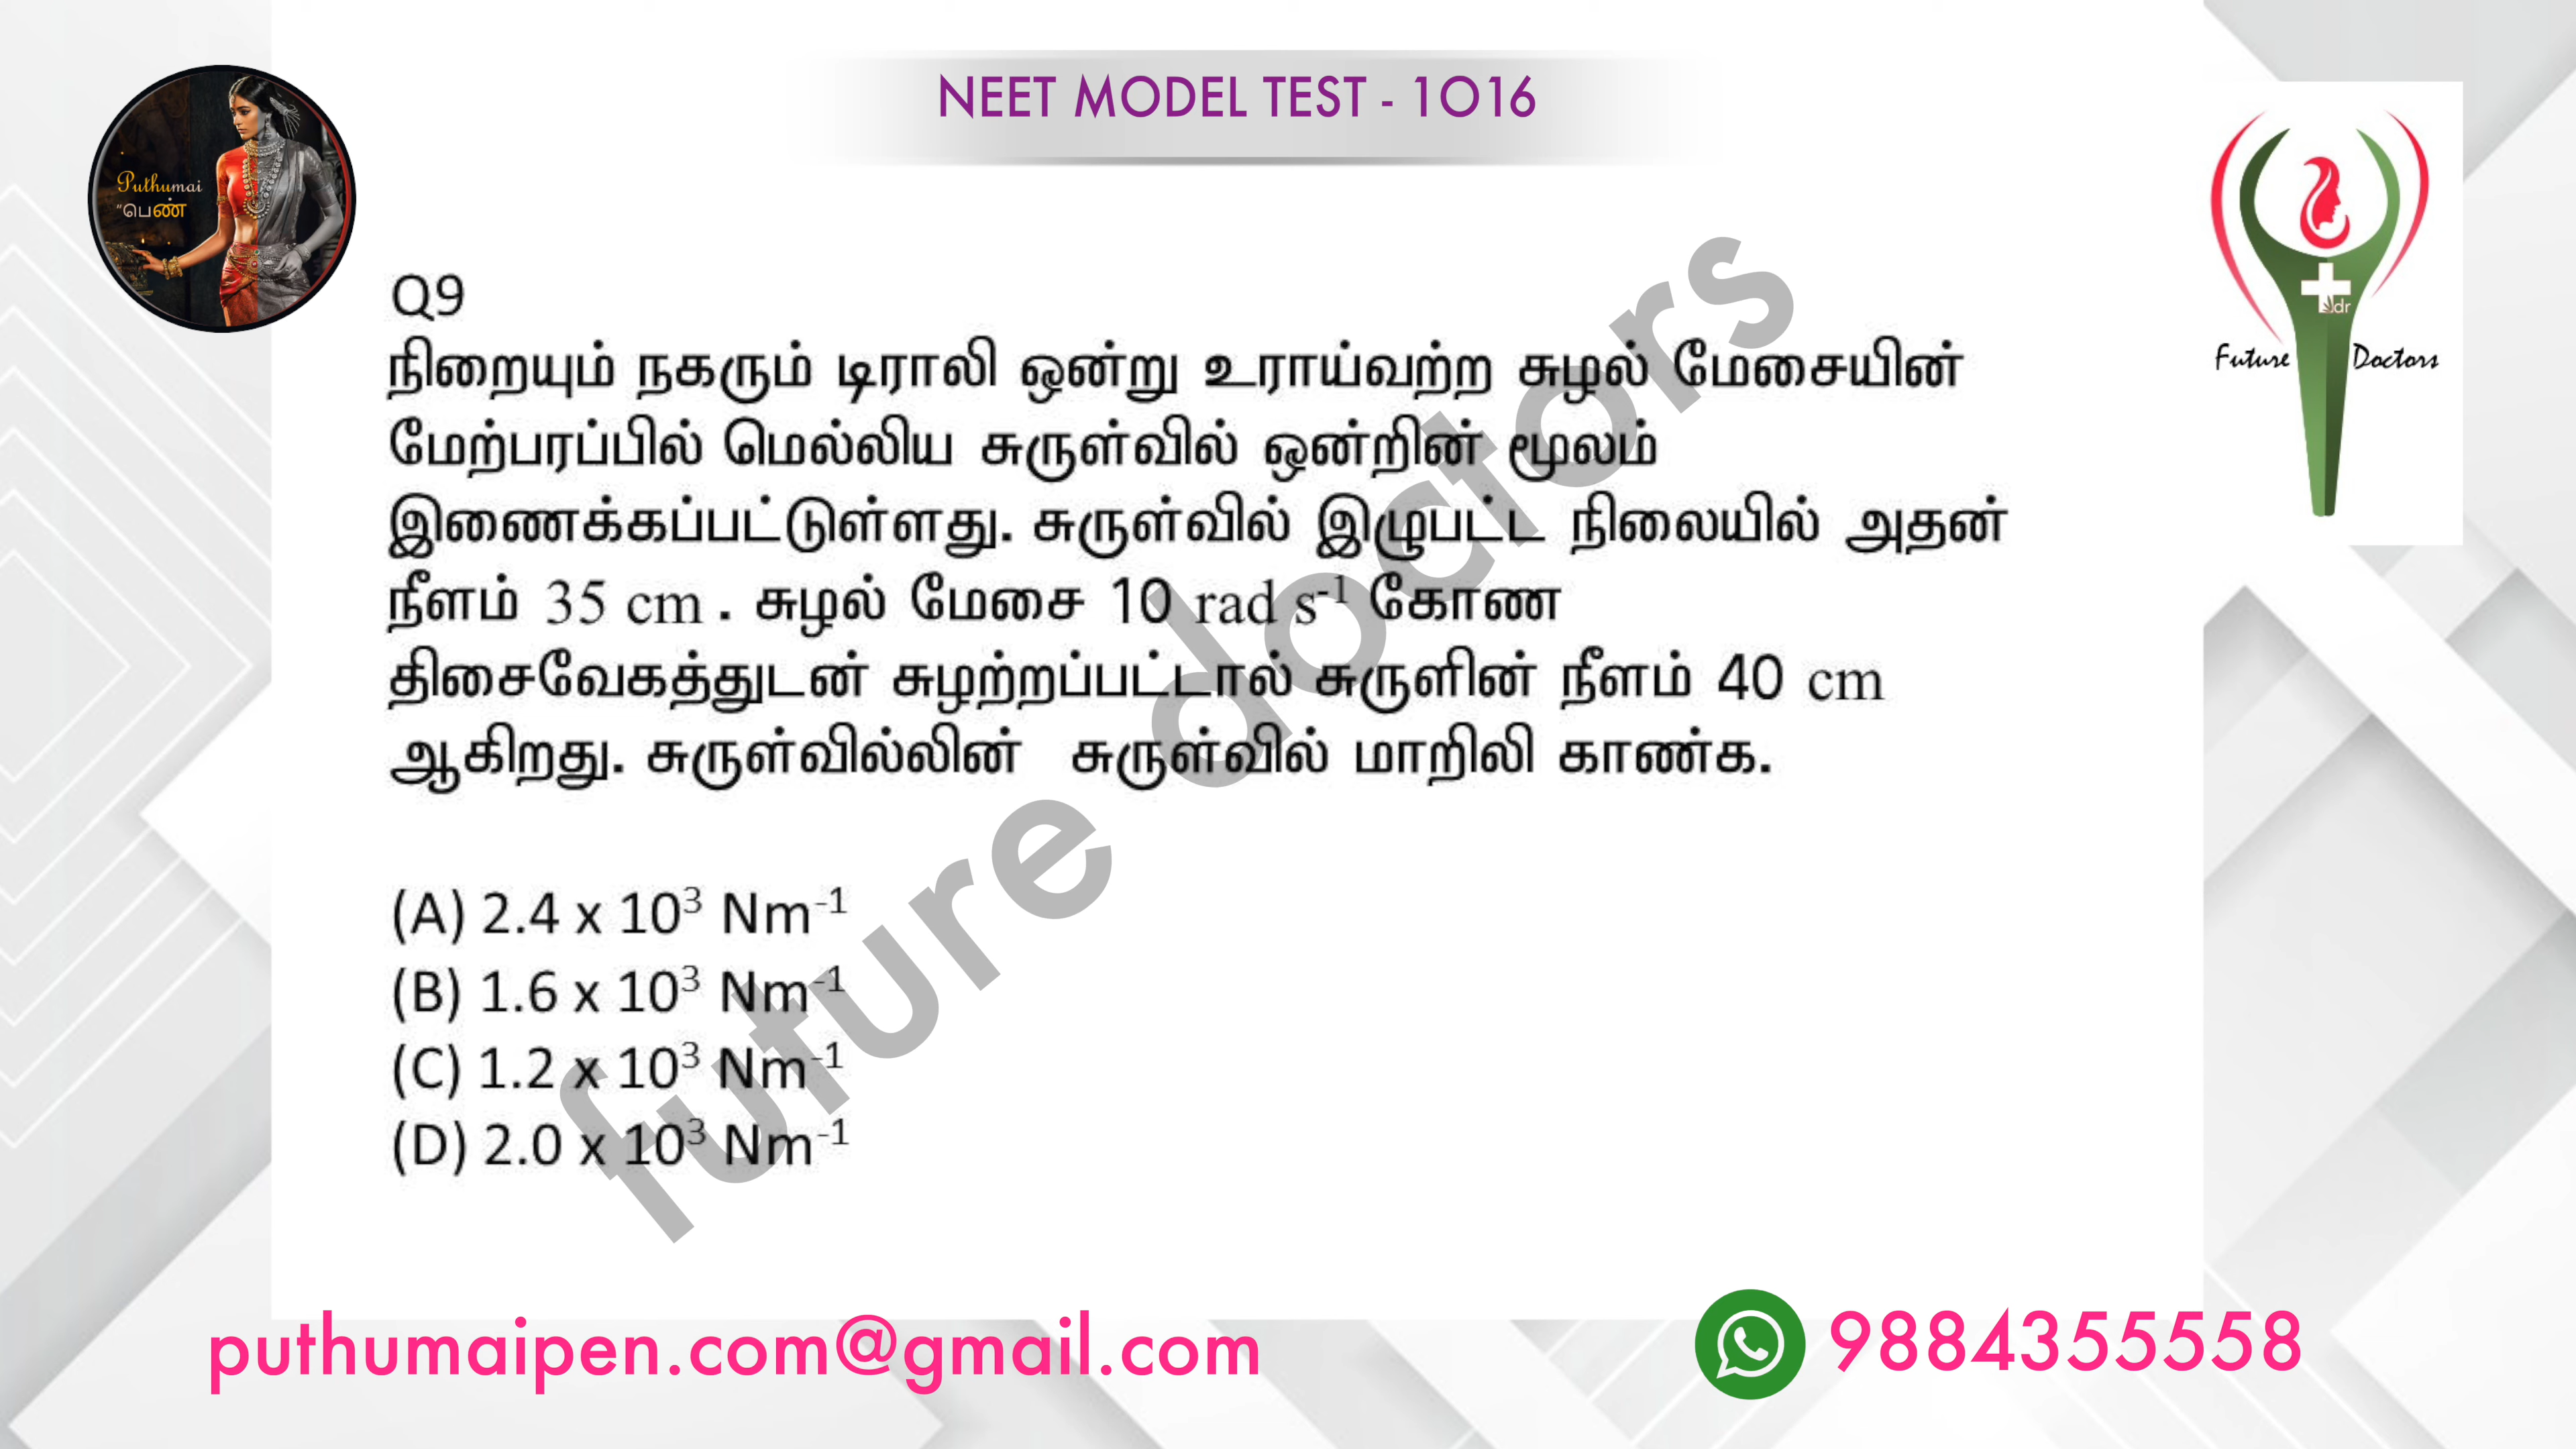 NEET MODEL TEST - 1O16
Puthumai
"பெண்
Future Doctors
dr
Q9
நிறையும் நகரும் டிராலி ஒன்று உராய்வற்ற சுழல் மேசையின்
மேற்பரப்பில் மெல்லிய சுருள்வில் ஒன்றின் மூலம்
இணைக்கப்பட்டுள்ளது. சுருள்வில் இழுபட்ட நிலையில் அதன்
நீளம் 35 cm . சுழல் மேசை 10 rad s⁻¹ கோண
திசைவேகத்துடன் சுழற்றப்பட்டால் சுருளின் நீளம் 40 cm
ஆகிறது. சுருள்வில்லின் சுருள்வில் மாறிலி காண்க.
(A) 2.4 x 10³ Nm⁻¹
(B) 1.6 x 10³ Nm⁻¹
(C) 1.2 x 10³ Nm⁻¹
(D) 2.0 x 10³ Nm⁻¹
future doctors
puthumaipen.com@gmail.com
9884355558